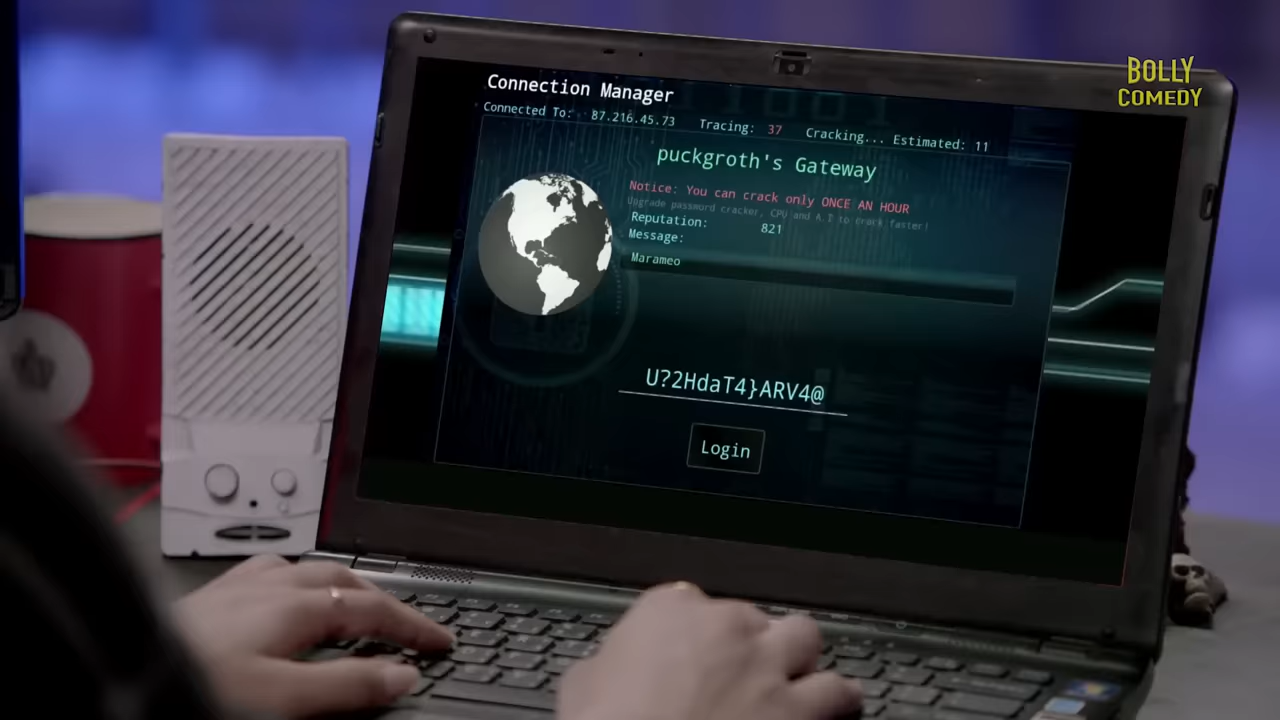 BOLLY
COMEDY
Connection Manager
Connected To: 87.216.45.73 Tracing: 37 Cracking... Estimated: 11
puckgroth's Gateway
Notice: You can crack only ONCE AN HOUR
Upgrade password cracker, CPU and A.I to crack faster!
Reputation: 821
Message:
Marameo
U?2HdaT4}ARV4@
Login